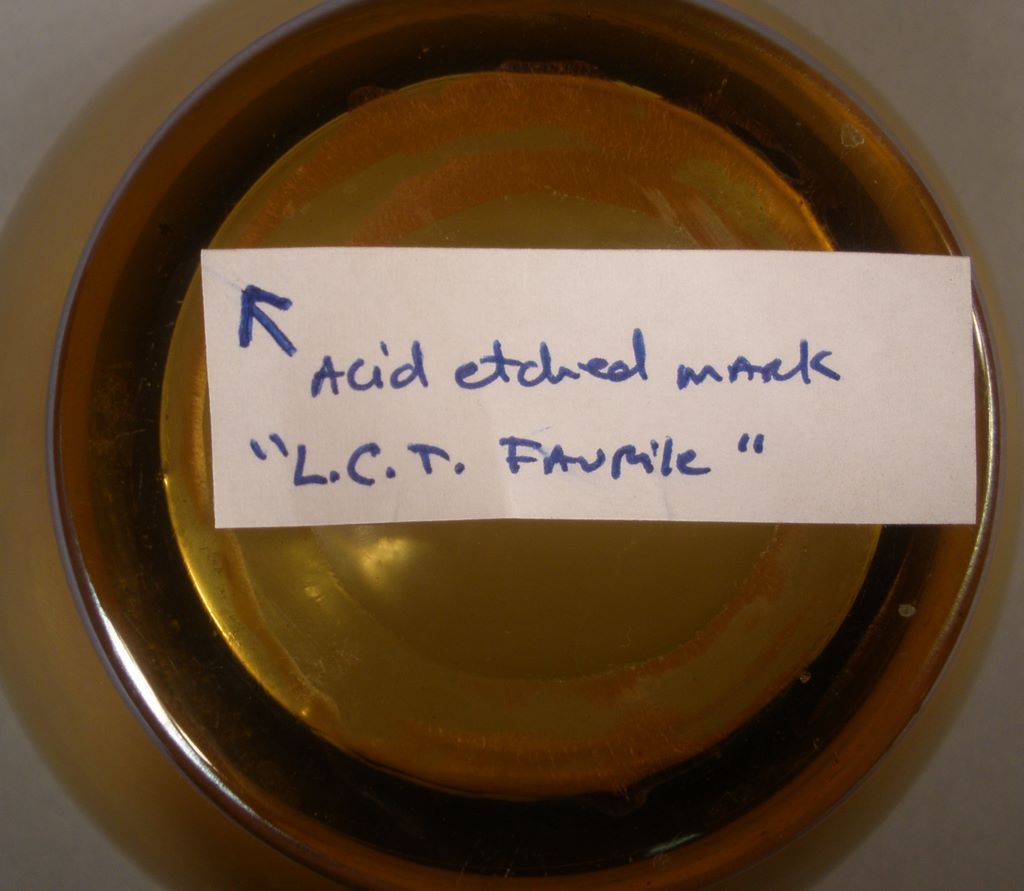 Acid etched mark
"L.C.T. Favrile"